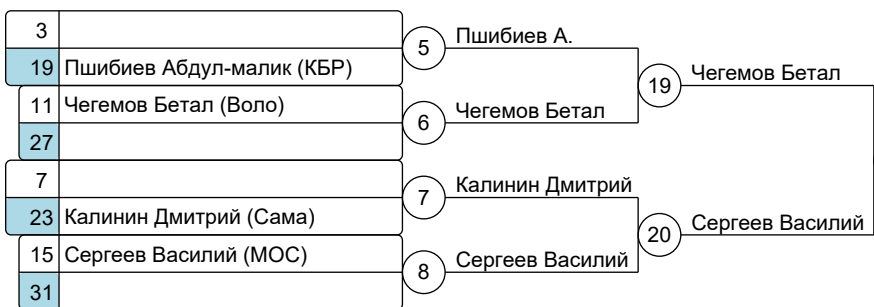 3
5 Пшибиев А.
19 Пшибиев Абдул-малик (КБР)
19 Чегемов Бетал
11 Чегемов Бетал (Воло)
6 Чегемов Бетал
27
7
7 Калинин Дмитрий
23 Калинин Дмитрий (Сама)
20 Сергеев Василий
15 Сергеев Василий (МОС)
8 Сергеев Василий
31